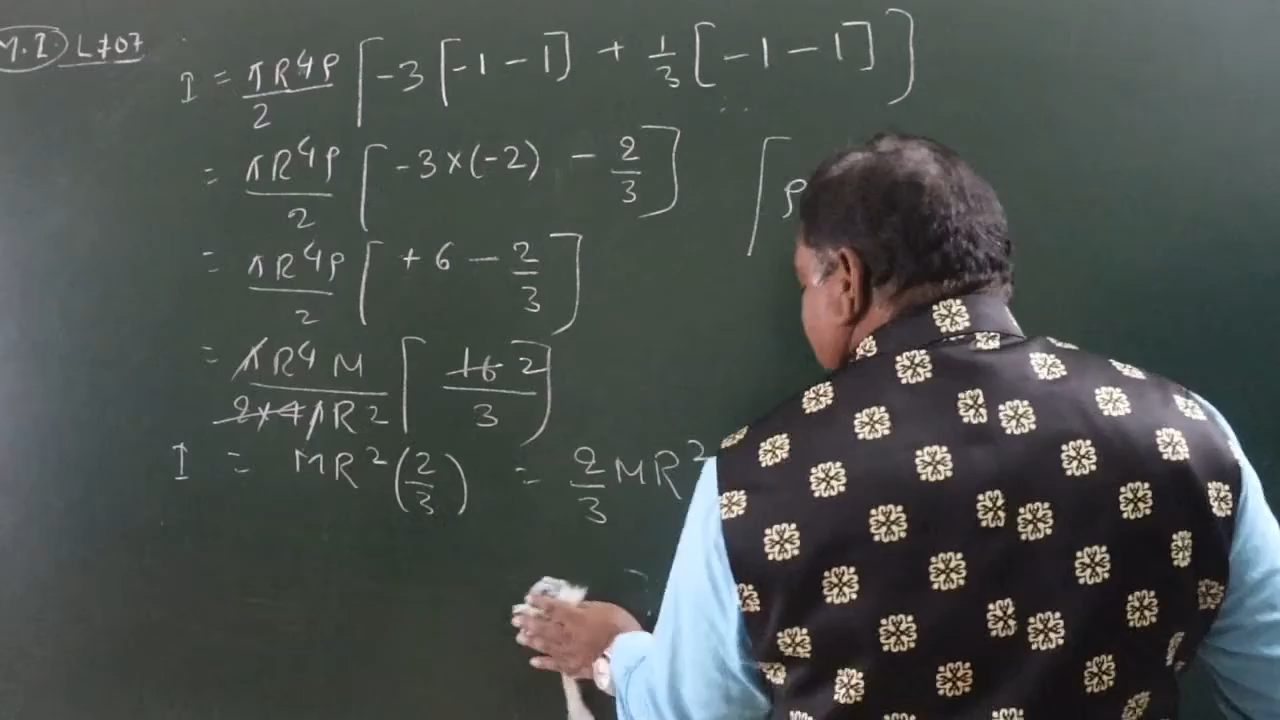 M.I L#07
I = πR4ρ/2 [-3[-1-1] + 1/3[-1-1]]
= πR4ρ/2 [-3×(-2) - 2/3] [ρ
= πR4ρ/2 [+6 - 2/3]
= πR4M/2×4πR2 [16 2/3]
I = MR2(2/3) = 2/3 MR2